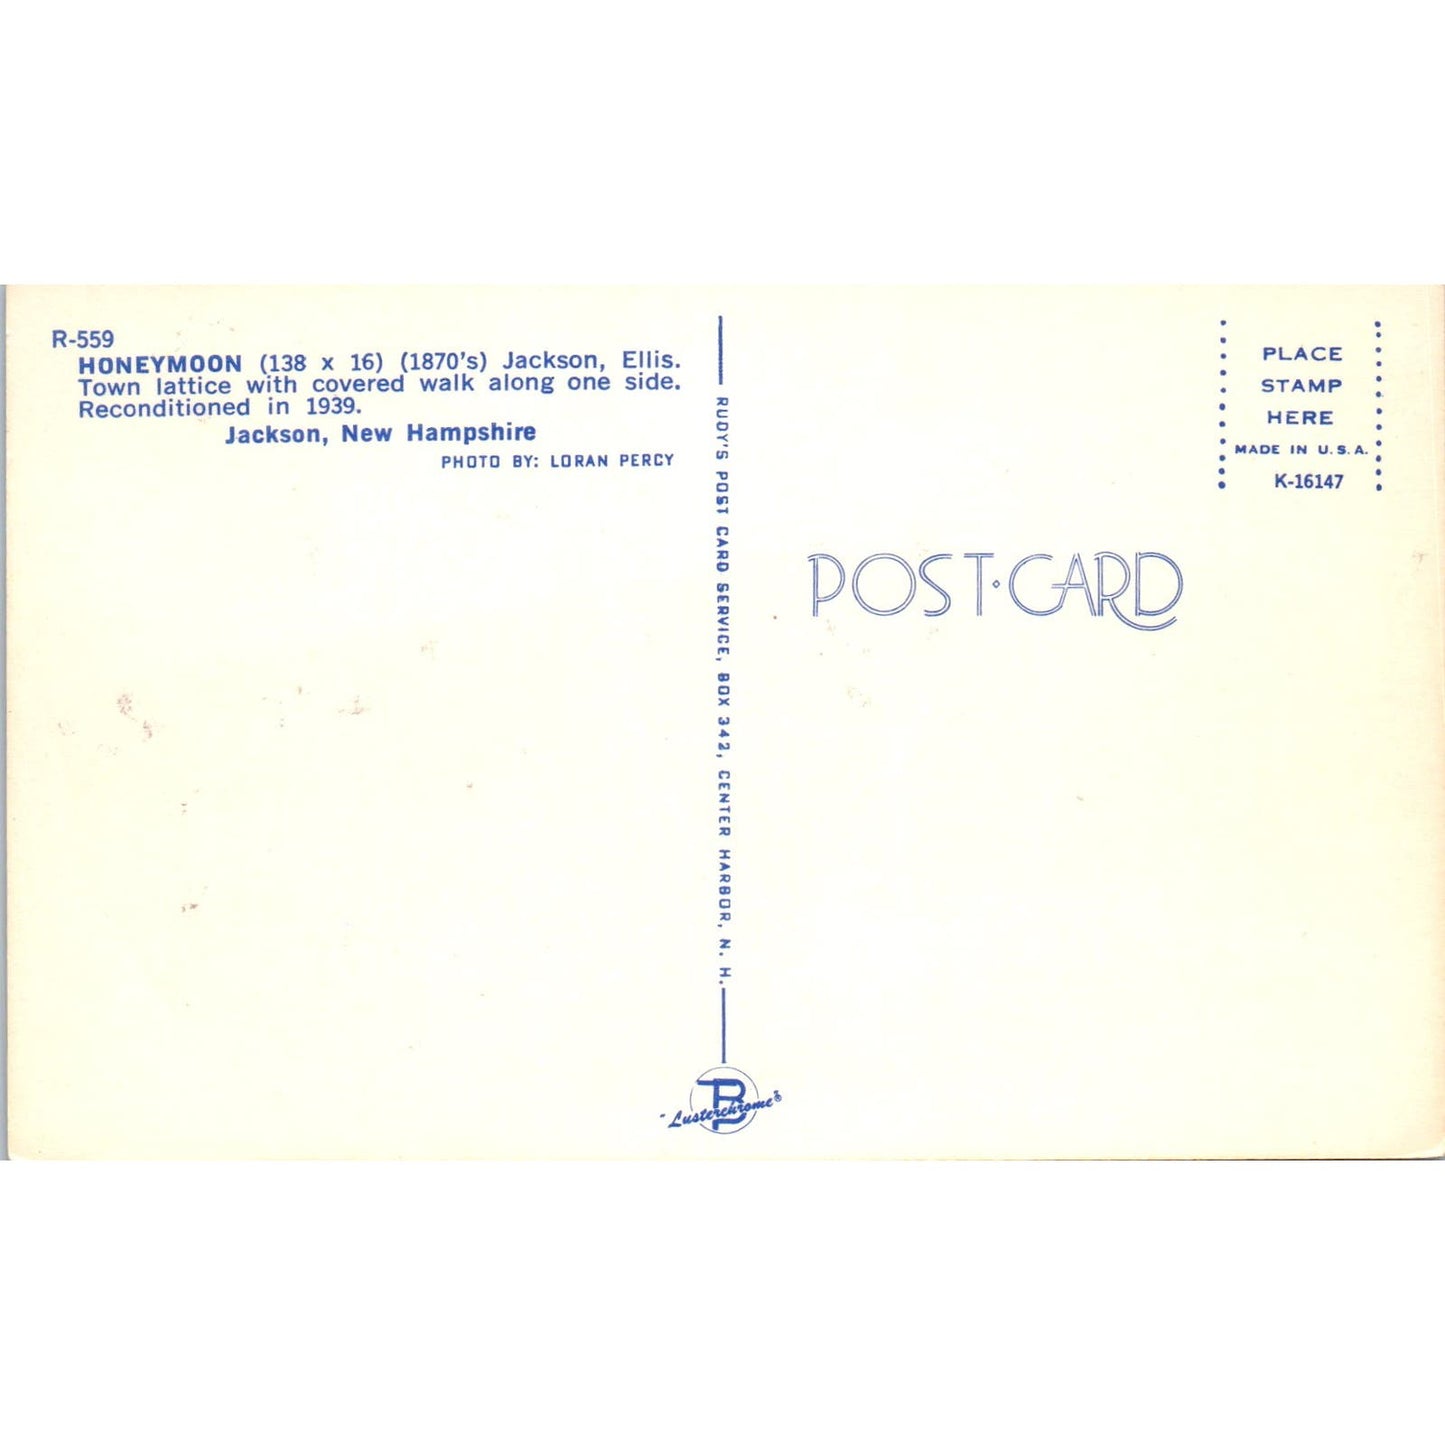 R-559
HONEYMOON (138 x 16) (1870's) Jackson, Ellis.
Town lattice with covered walk along one side.
Reconditioned in 1939.
Jackson, New Hampshire
PHOTO BY: LORAN PERCY
RUDY'S POST CARD SERVICE, BOX 342, CENTER HARBOR, N. H.
"Lusterchrome"®
PLACE
STAMP
HERE
MADE IN U.S.A.
K-16147
POST·CARD